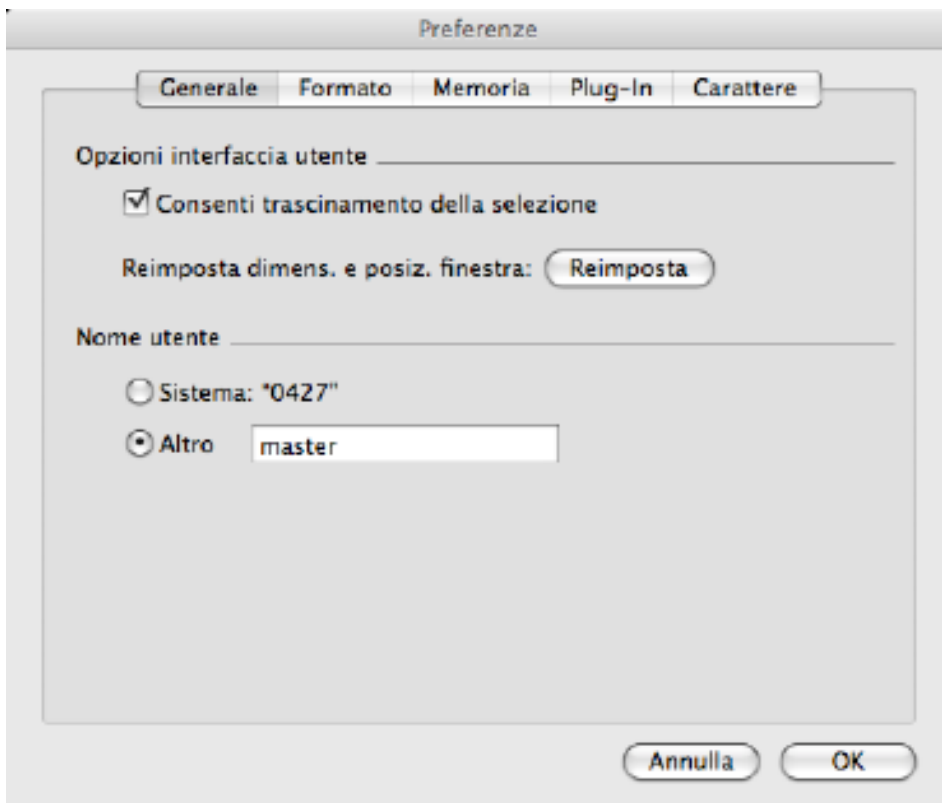 Preferenze
Generale Formato Memoria Plug-In Carattere
Opzioni interfaccia utente
Consenti trascinamento della selezione
Reimposta dimens. e posiz. finestra: Reimposta
Nome utente
Sistema: "0427"
Altro master
Annulla OK